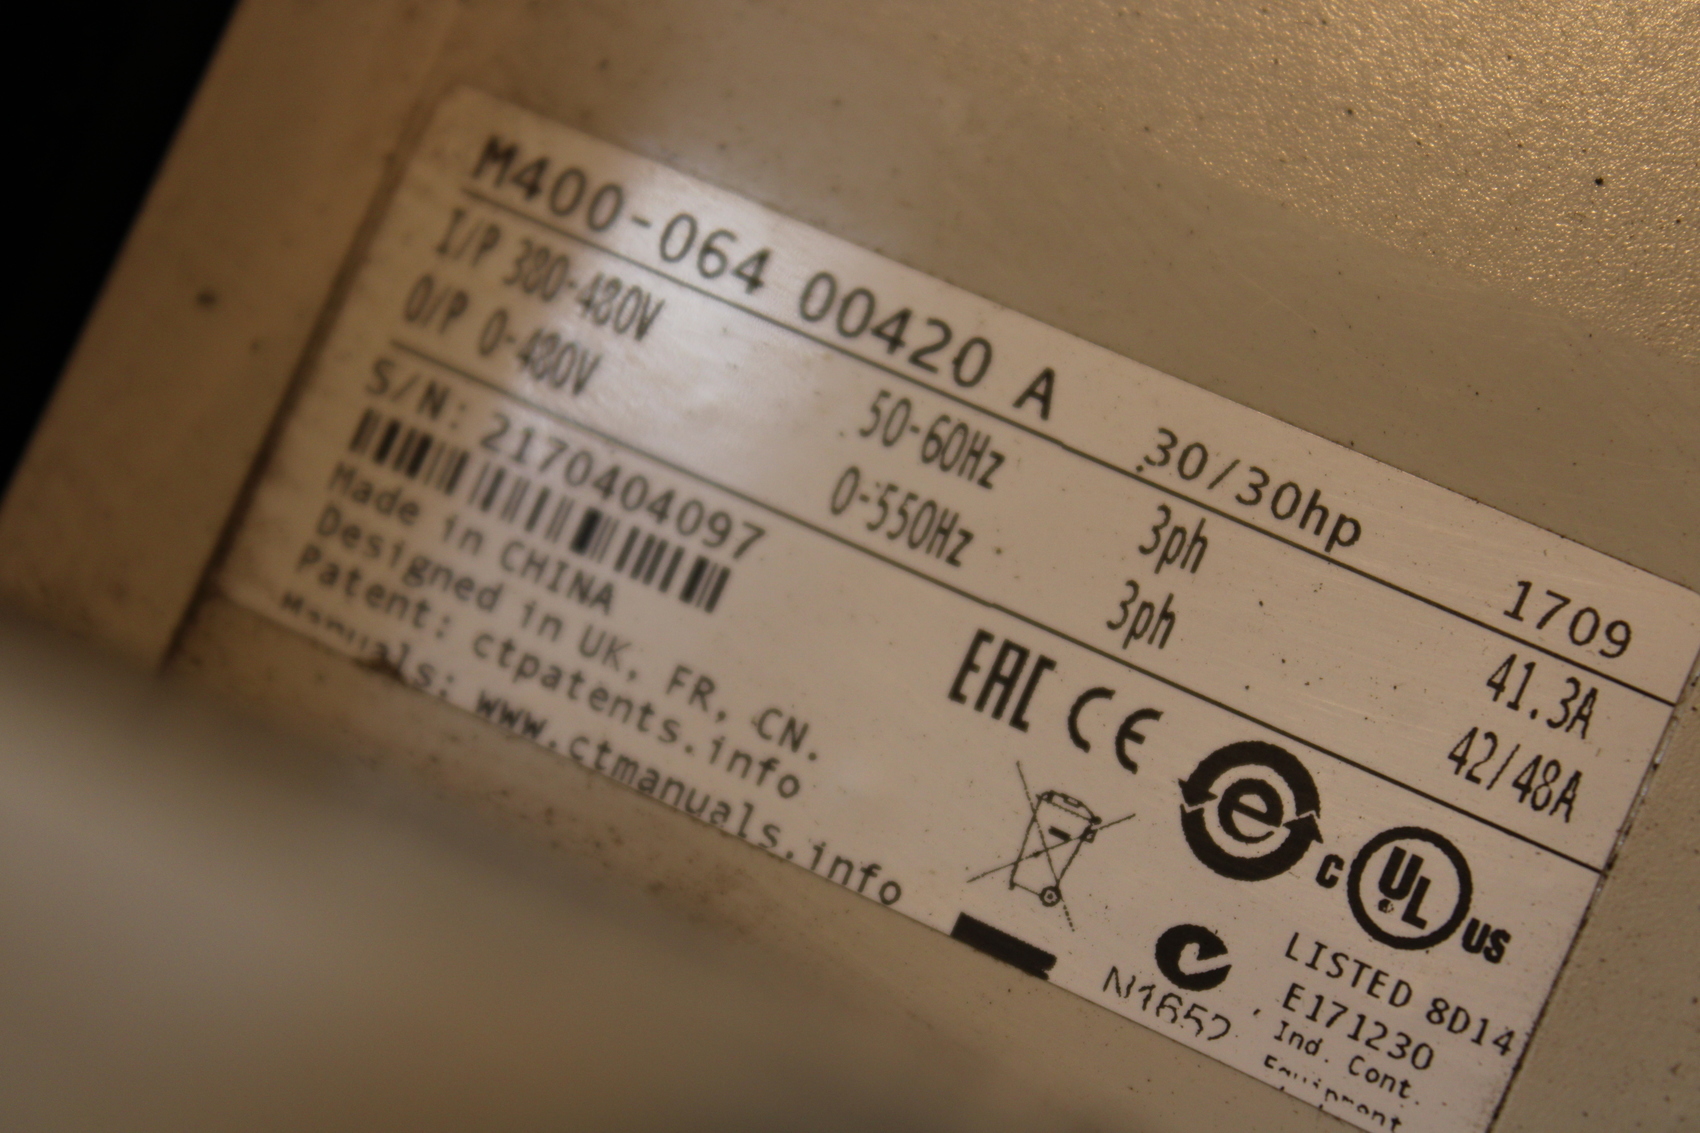 M400-064 00420 A 30/30hp 1709
I/P 380-480V 50-60Hz 3ph 41.3A
O/P 0-480V 0-550Hz 3ph 42/48A
S/N: 2170404097
Made in CHINA
Designed in UK, FR, CN.
Patent: ctpatents.info
Manuals: www.ctmanuals.info
EAC CE
e
C UL US
LISTED 8D14
E171230
Ind. Cont.
Equipment
N1652